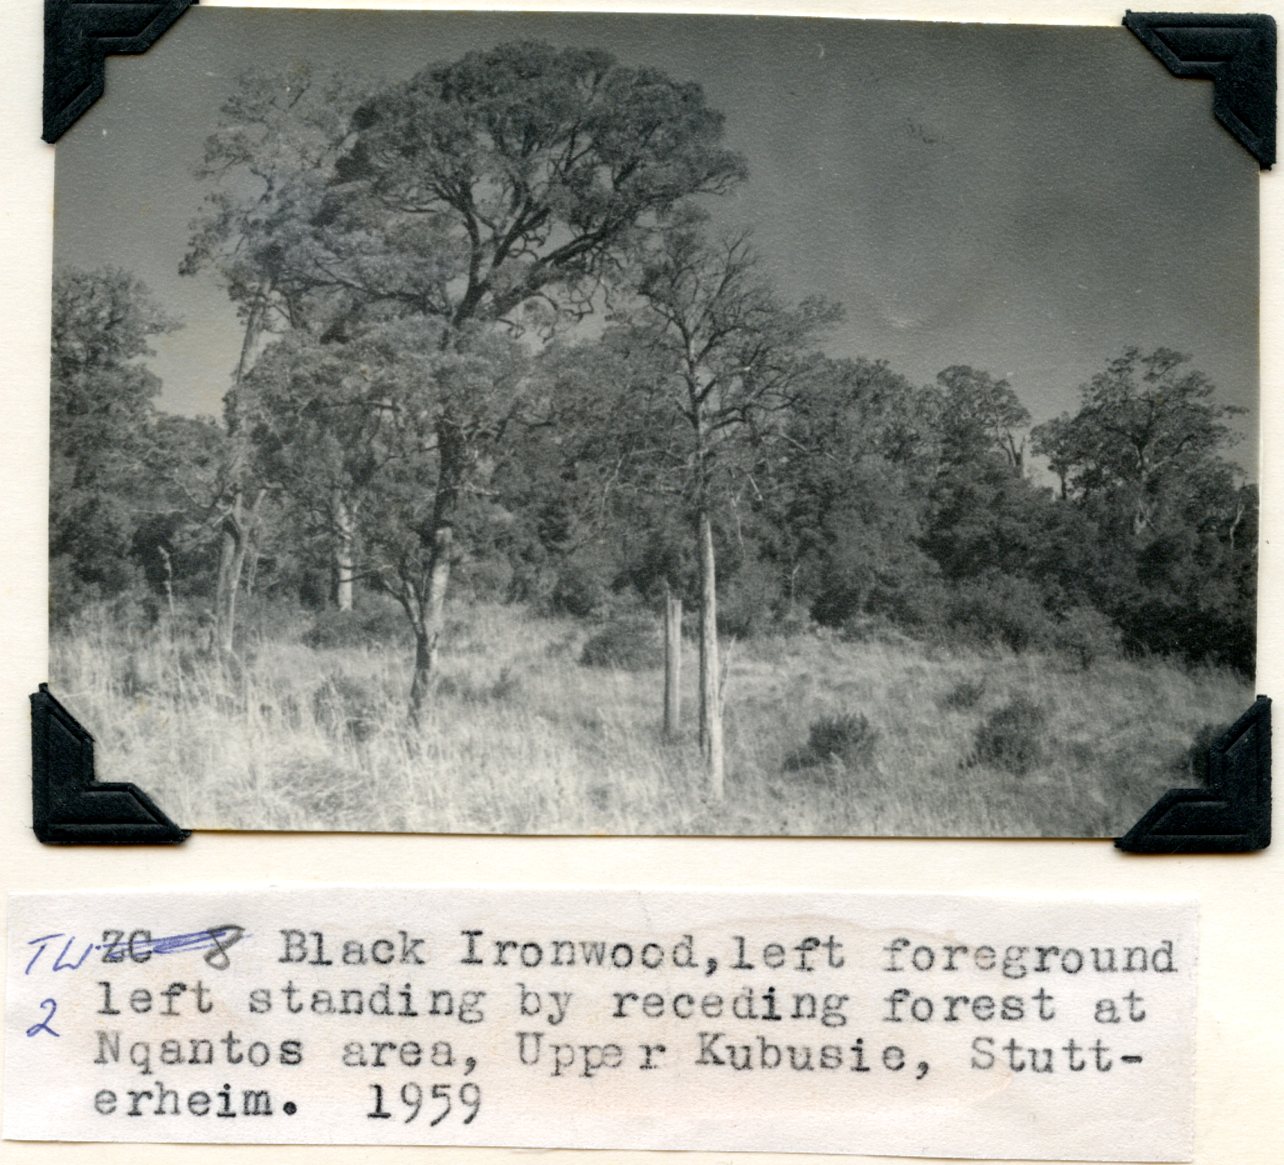 TW ZC 8 Black Ironwood, left foreground
2 left standing by receding forest at
Nqantos area, Upper Kubusie, Stutt-
erheim. 1959